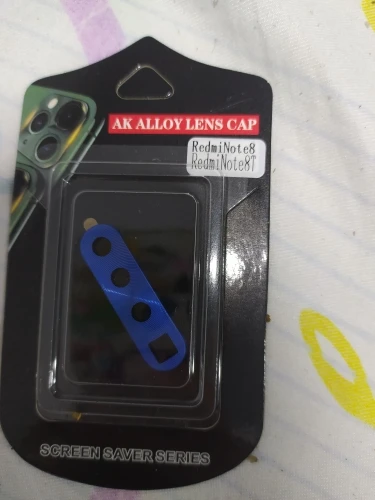 AK ALLOY LENS CAP
RedmiNote8
RedmiNote8T
SCREEN SAVER SERIES